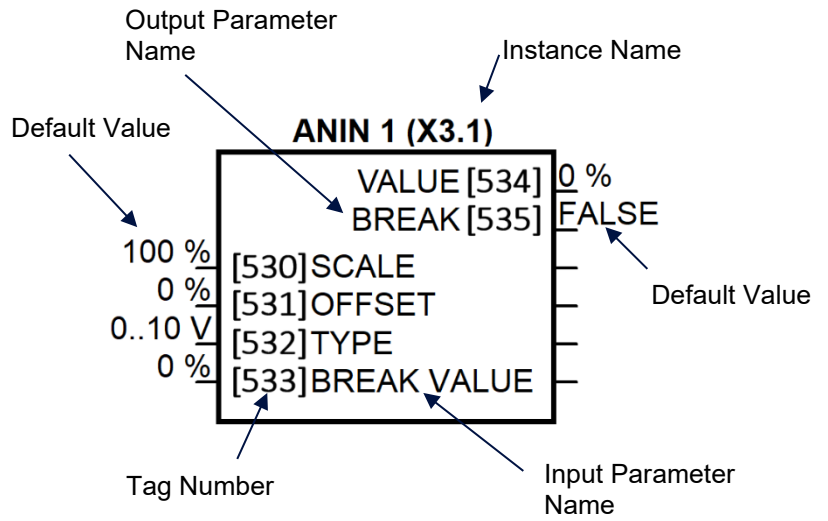 Output Parameter
Name
Instance Name
Default Value
ANIN 1 (X3.1)
VALUE [534] 0 %
BREAK [535] FALSE
100 % [530] SCALE
0 % [531] OFFSET
Default Value
0..10 V [532] TYPE
0 % [533] BREAK VALUE
Tag Number
Input Parameter
Name